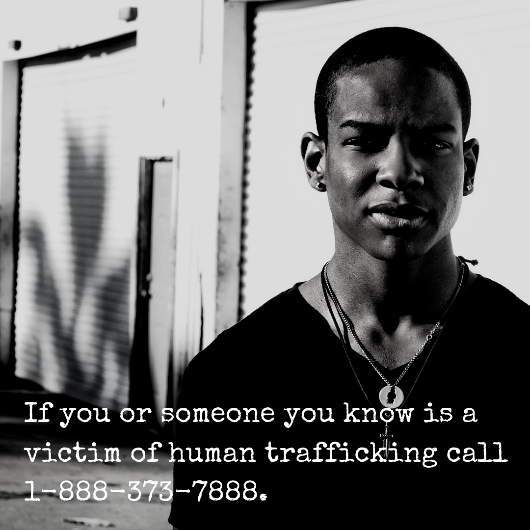 If you or someone you know is a
victim of human trafficking call
1-888-373-7888.